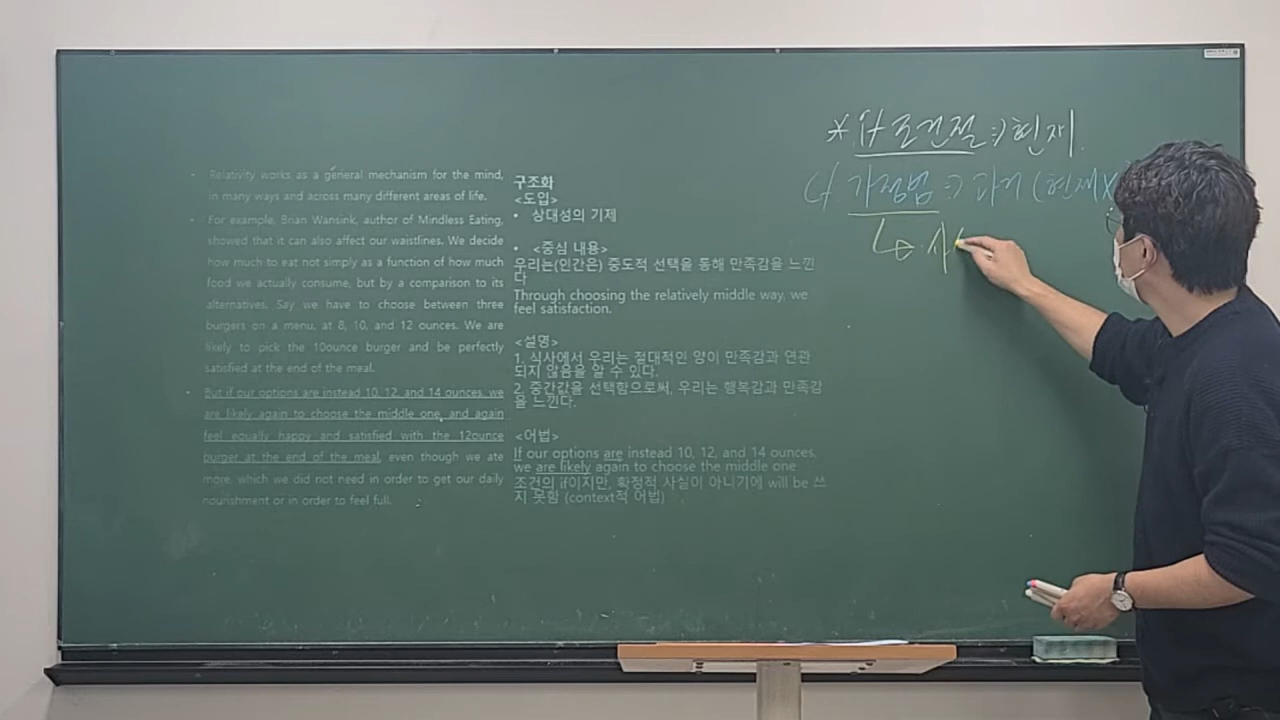 • Relativity works as a general mechanism for the mind,
in many ways and across many different areas of life.
• For example, Brian Wansink, author of Mindless Eating,
showed that it can also affect our waistlines. We decide
how much to eat not simply as a function of how much
food we actually consume, but by a comparison to its
alternatives. Say we have to choose between three
burgers on a menu, at 8, 10, and 12 ounces. We are
likely to pick the 10ounce burger and be perfectly
satisfied at the end of the meal.
• But if our options are instead 10, 12, and 14 ounces, we
are likely again to choose the middle one, and again
feel equally happy and satisfied with the 12ounce
burger at the end of the meal, even though we ate
more, which we did not need in order to get our daily
nourishment or in order to feel full.
구조화
<도입>
• 상대성의 기제
• <중심 내용>
우리는(인간은) 중도적 선택을 통해 만족감을 느낀
다
Through choosing the relatively middle way, we
feel satisfaction.
<설명>
1. 식사에서 우리는 절대적인 양이 만족감과 연관
되지 않음을 알 수 있다.
2. 중간값을 선택함으로써, 우리는 행복감과 만족감
을 느낀다.
<어법>
If our options are instead 10, 12, and 14 ounces,
we are likely again to choose the middle one
조건의 if이지만, 확정적 사실이 아니기에 will be 쓰
지 못함 (context적 어법)
* if 조건절 => 현재
if 가정법 => 과거 (현재X